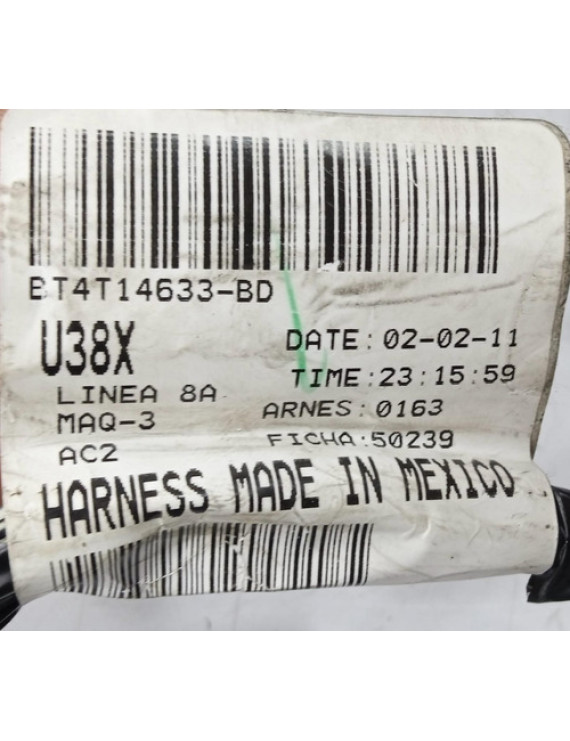 BT4T14633-BD
U38X
DATE: 02-02-11
LINEA 8A
TIME:23:15:59
MAQ-3
ARNES: 0163
AC2
FICHA:50239
HARNESS MADE IN MEXICO